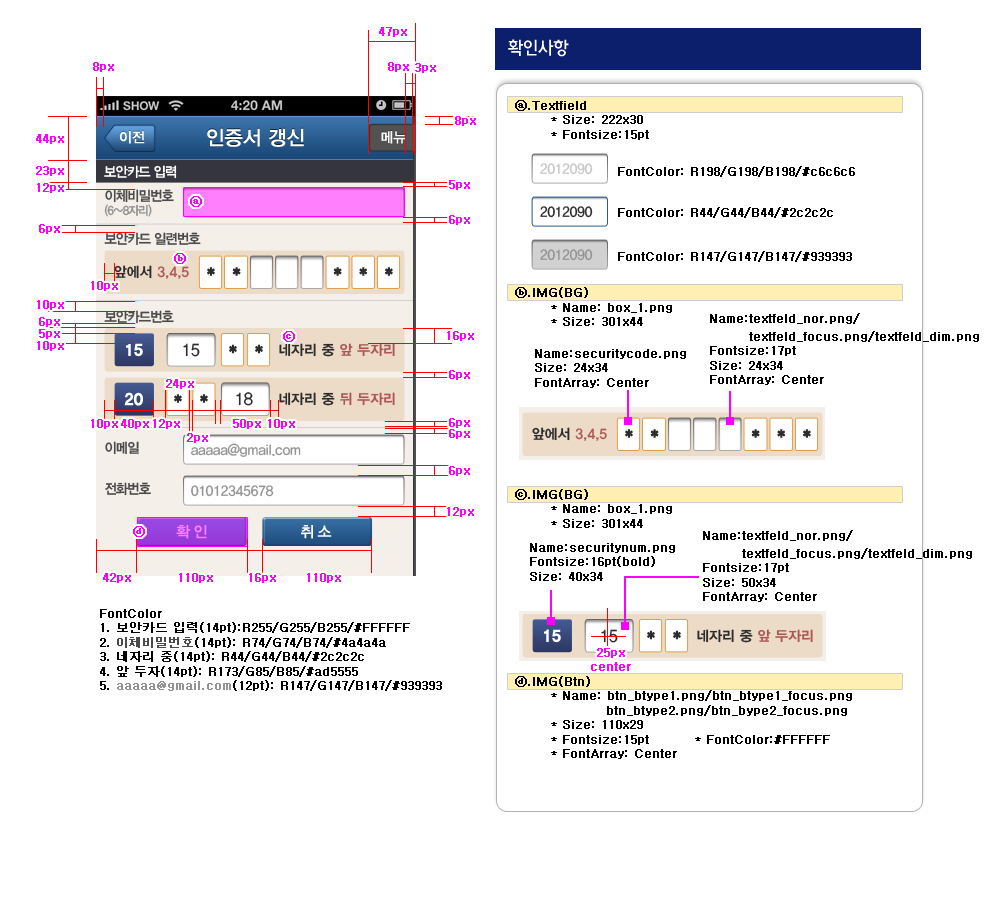 47px
8px
8px
3px
SHOW
4:20 AM
8px
44px
이전
인증서 갱신
메뉴
23px
보안카드 입력
12px
5px
이체비밀번호
(6~8자리)
ⓐ
6px
6px
보안카드 일련번호
ⓑ
앞에서 3,4,5
* * * * *
10px
10px
보안카드번호
6px
5px
10px
ⓒ
16px
15
15
* *
네자리 중 앞 두자리
6px
24px
20
* *
18
네자리 중 뒤 두자리
10px
40px
12px
2px
50px
10px
6px
6px
이메일
aaaaa@gmail.com
6px
전화번호
01012345678
12px
ⓓ
확 인
취 소
42px
110px
16px
110px
FontColor
1. 보안카드 입력(14pt):R255/G255/B255/#FFFFFF
2. 이체비밀번호(14pt): R74/G74/B74/#4a4a4a
3. 네자리 중(14pt): R44/G44/B44/#2c2c2c
4. 앞 두자(14pt): R173/G85/B85/#ad5555
5. aaaaa@gmail.com(12pt): R147/G147/B147/#939393
확인사항
ⓐ.Textfield
* Size: 222x30
* Fontsize:15pt
2012090
FontColor: R198/G198/B198/#c6c6c6
2012090
FontColor: R44/G44/B44/#2c2c2c
2012090
FontColor: R147/G147/B147/#939393
ⓑ.IMG(BG)
* Name: box_1.png
* Size: 301x44
Name:textfeld_nor.png/
textfeld_focus.png/textfeld_dim.png
Fontsize:17pt
Size: 24x34
FontArray: Center
Name:securitycode.png
Size: 24x34
FontArray: Center
앞에서 3,4,5
* * * * *
ⓒ.IMG(BG)
* Name: box_1.png
* Size: 301x44
Name:textfeld_nor.png/
textfeld_focus.png/textfeld_dim.png
Fontsize:17pt
Size: 50x34
FontArray: Center
Name:securitynum.png
Fontsize:16pt(bold)
Size: 40x34
15
15
* *
네자리 중 앞 두자리
25px
center
ⓓ.IMG(Btn)
* Name: btn_btype1.png/btn_btype1_focus.png
btn_btype2.png/btn_bype2_focus.png
* Size: 110x29
* Fontsize:15pt
* FontColor:#FFFFFF
* FontArray: Center